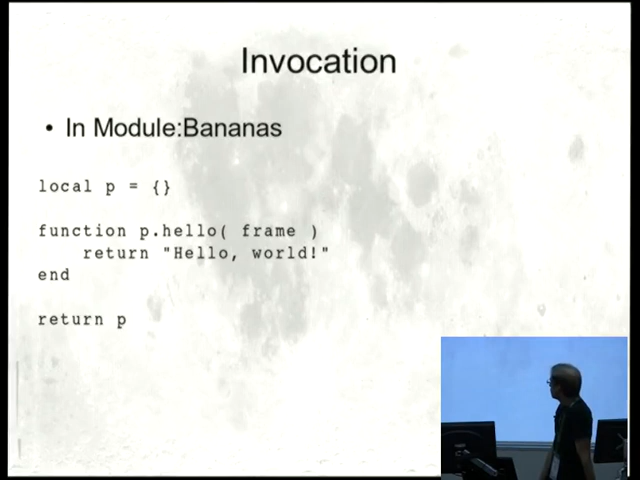 Invocation
• In Module:Bananas
local p = {}
function p.hello( frame )
return "Hello, world!"
end
return p